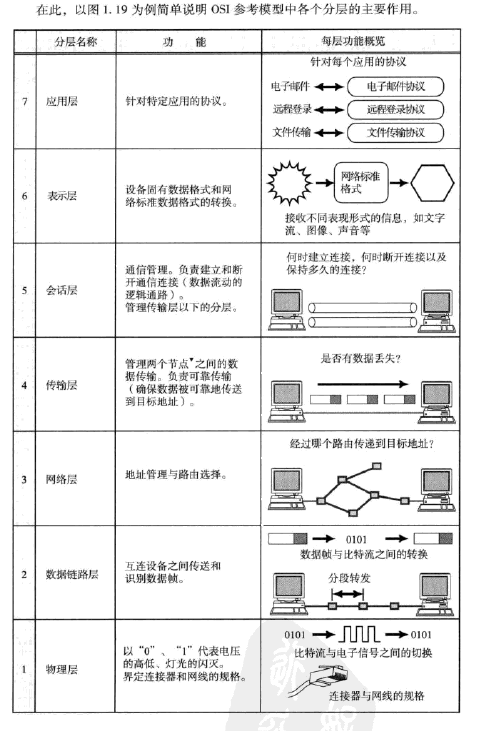 在此，以图 1.19 为例简单说明 OSI 参考模型中各个分层的主要作用。
分层名称
功 能
每层功能概览
7
应用层
针对特定应用的协议。
针对每个应用的协议
电子邮件
电子邮件协议
远程登录
远程登录协议
文件传输
文件传输协议
6
表示层
设备固有数据格式和网
络标准数据格式的转换。
网络标准
格式
接收不同表现形式的信息，如文字
流、图像、声音等
5
会话层
通信管理。负责建立和断
开通信连接（数据流动的
逻辑通路）。
管理传输层以下的分层。
何时建立连接，何时断开连接以及
保持多久的连接？
4
传输层
管理两个节点▼之间的数
据传输。负责可靠传输
（确保数据被可靠地传送
到目标地址）。
是否有数据丢失？
3
网络层
地址管理与路由选择。
经过哪个路由传递到目标地址？
2
数据链路层
互连设备之间传送和
识别数据帧。
0101
数据帧与比特流之间的转换
分段转发
1
物理层
以“0”、“1”代表电压
的高低、灯光的闪灭。
界定连接器和网线的规格。
0101
0101
比特流与电子信号之间的切换
连接器与网线的规格